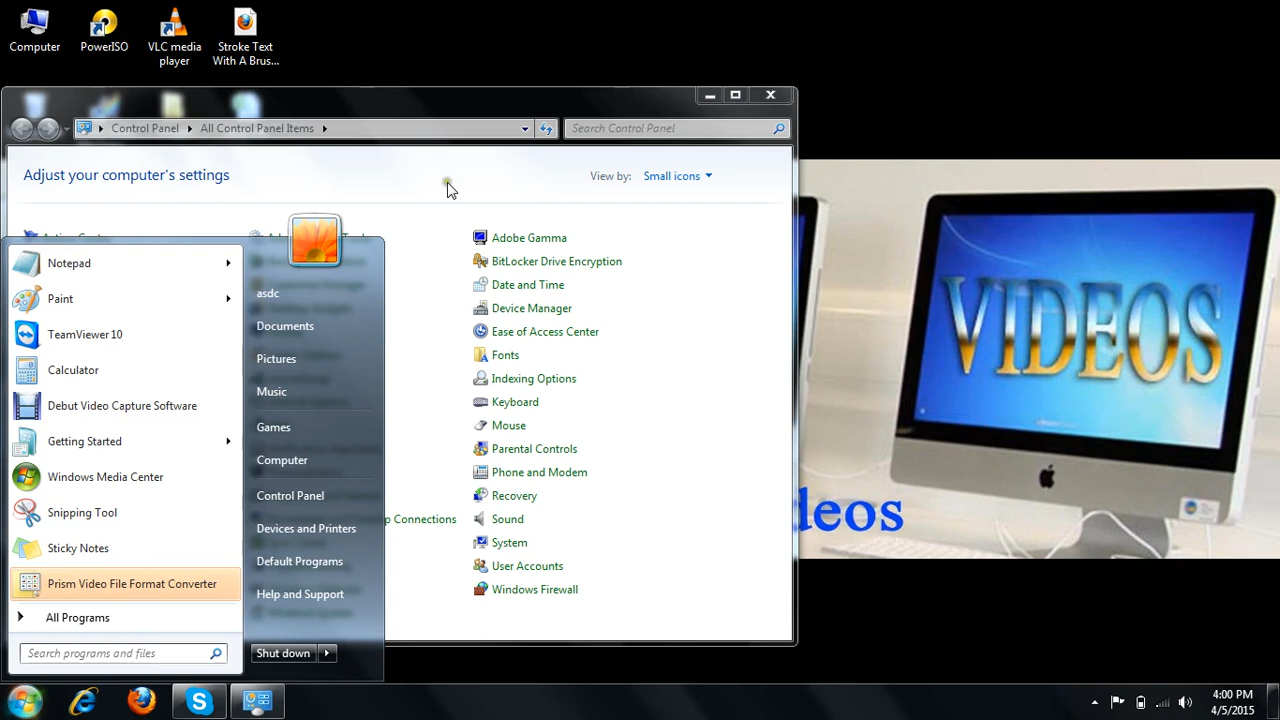 Computer
PowerISO
VLC media
player
Stroke Text
With A Brus...
Control Panel
All Control Panel Items
Search Control Panel
Adjust your computer's settings
View by:
Small icons
Adobe Gamma
BitLocker Drive Encryption
Date and Time
Device Manager
Ease of Access Center
Fonts
Indexing Options
Keyboard
Mouse
Parental Controls
Phone and Modem
Recovery
p Connections
Sound
System
User Accounts
Windows Firewall
Notepad
Paint
TeamViewer 10
Calculator
Debut Video Capture Software
Getting Started
Windows Media Center
Snipping Tool
Sticky Notes
Prism Video File Format Converter
All Programs
Search programs and files
asdc
Documents
Pictures
Music
Games
Computer
Control Panel
Devices and Printers
Default Programs
Help and Support
Shut down
VIDEOS
deos
4:00 PM
4/5/2015